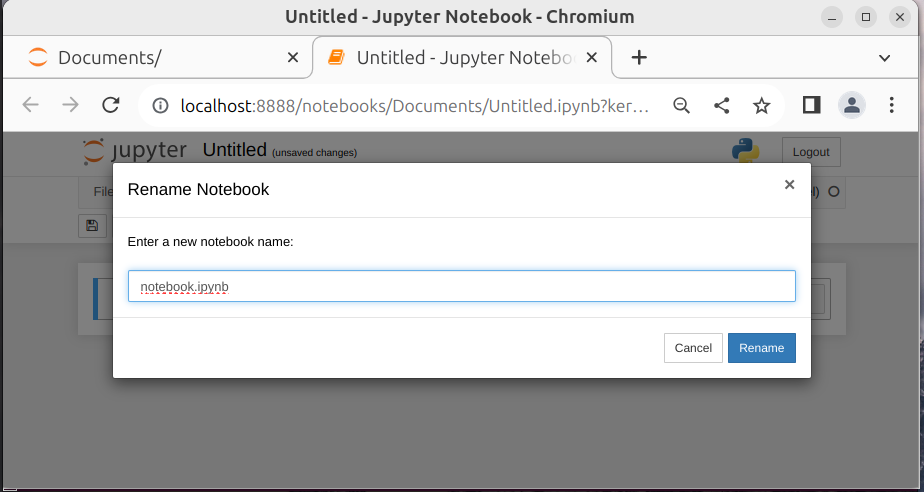 Untitled - Jupyter Notebook - Chromium
Documents/
Untitled - Jupyter Notebo
localhost:8888/notebooks/Documents/Untitled.ipynb?ker...
jupyter Untitled (unsaved changes)
Logout
File
Rename Notebook
Enter a new notebook name:
notebook.ipynb
Cancel
Rename